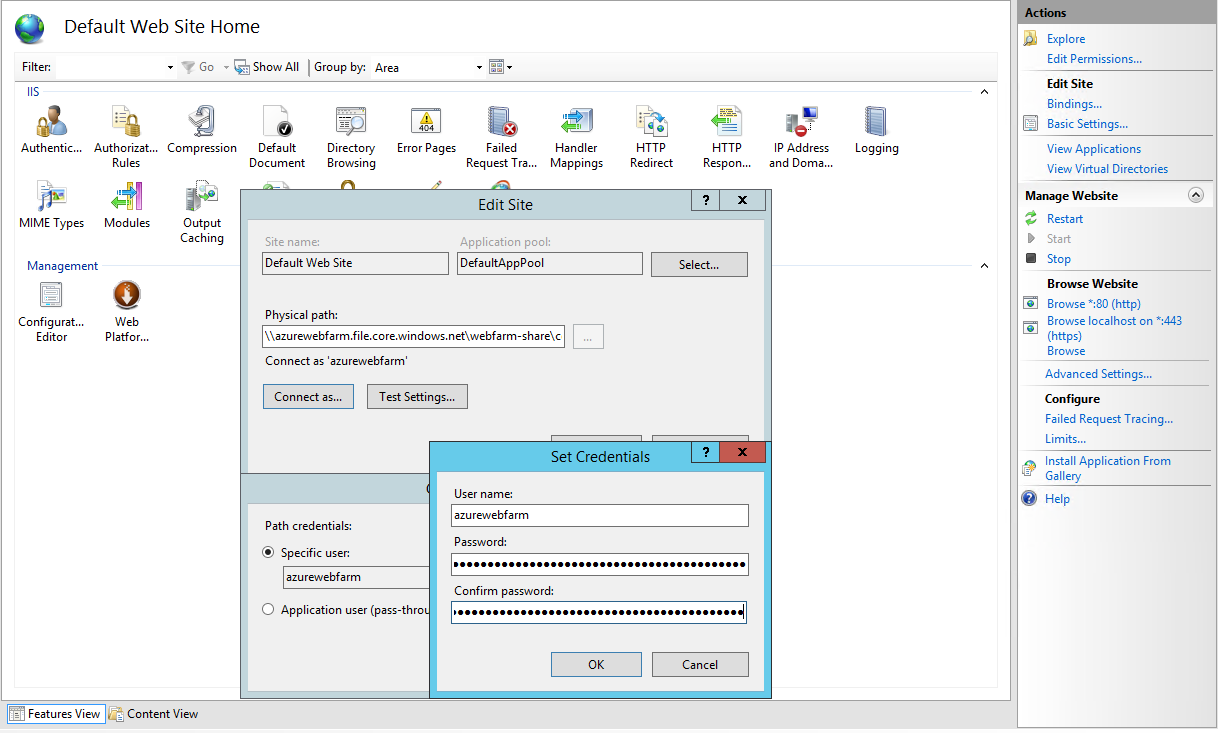 Default Web Site Home
Filter:
Go
Show All
Group by:
Area
IIS
Authentic...
Authorizat... Rules
Compression
Default Document
Directory Browsing
Error Pages
Failed Request Tra...
Handler Mappings
HTTP Redirect
HTTP Respon...
IP Address and Doma...
Logging
404
MIME Types
Modules
Output Caching
Management
Configurat... Editor
Web Platfor...
Edit Site
?
X
Site name:
Application pool:
Default Web Site
DefaultAppPool
Select...
Physical path:
\\azurewebfarm.file.core.windows.net\webfarm-share\c
...
Connect as 'azurewebfarm'
Connect as...
Test Settings...
Path credentials:
Specific user:
azurewebfarm
Application user (pass-throu
Set Credentials
?
X
User name:
azurewebfarm
Password:
Confirm password:
OK
Cancel
Features View
Content View
Actions
Explore
Edit Permissions...
Edit Site
Bindings...
Basic Settings...
View Applications
View Virtual Directories
Manage Website
Restart
Start
Stop
Browse Website
Browse *:80 (http)
Browse localhost on *:443
(https)
Browse
Advanced Settings...
Configure
Failed Request Tracing...
Limits...
Install Application From
Gallery
Help